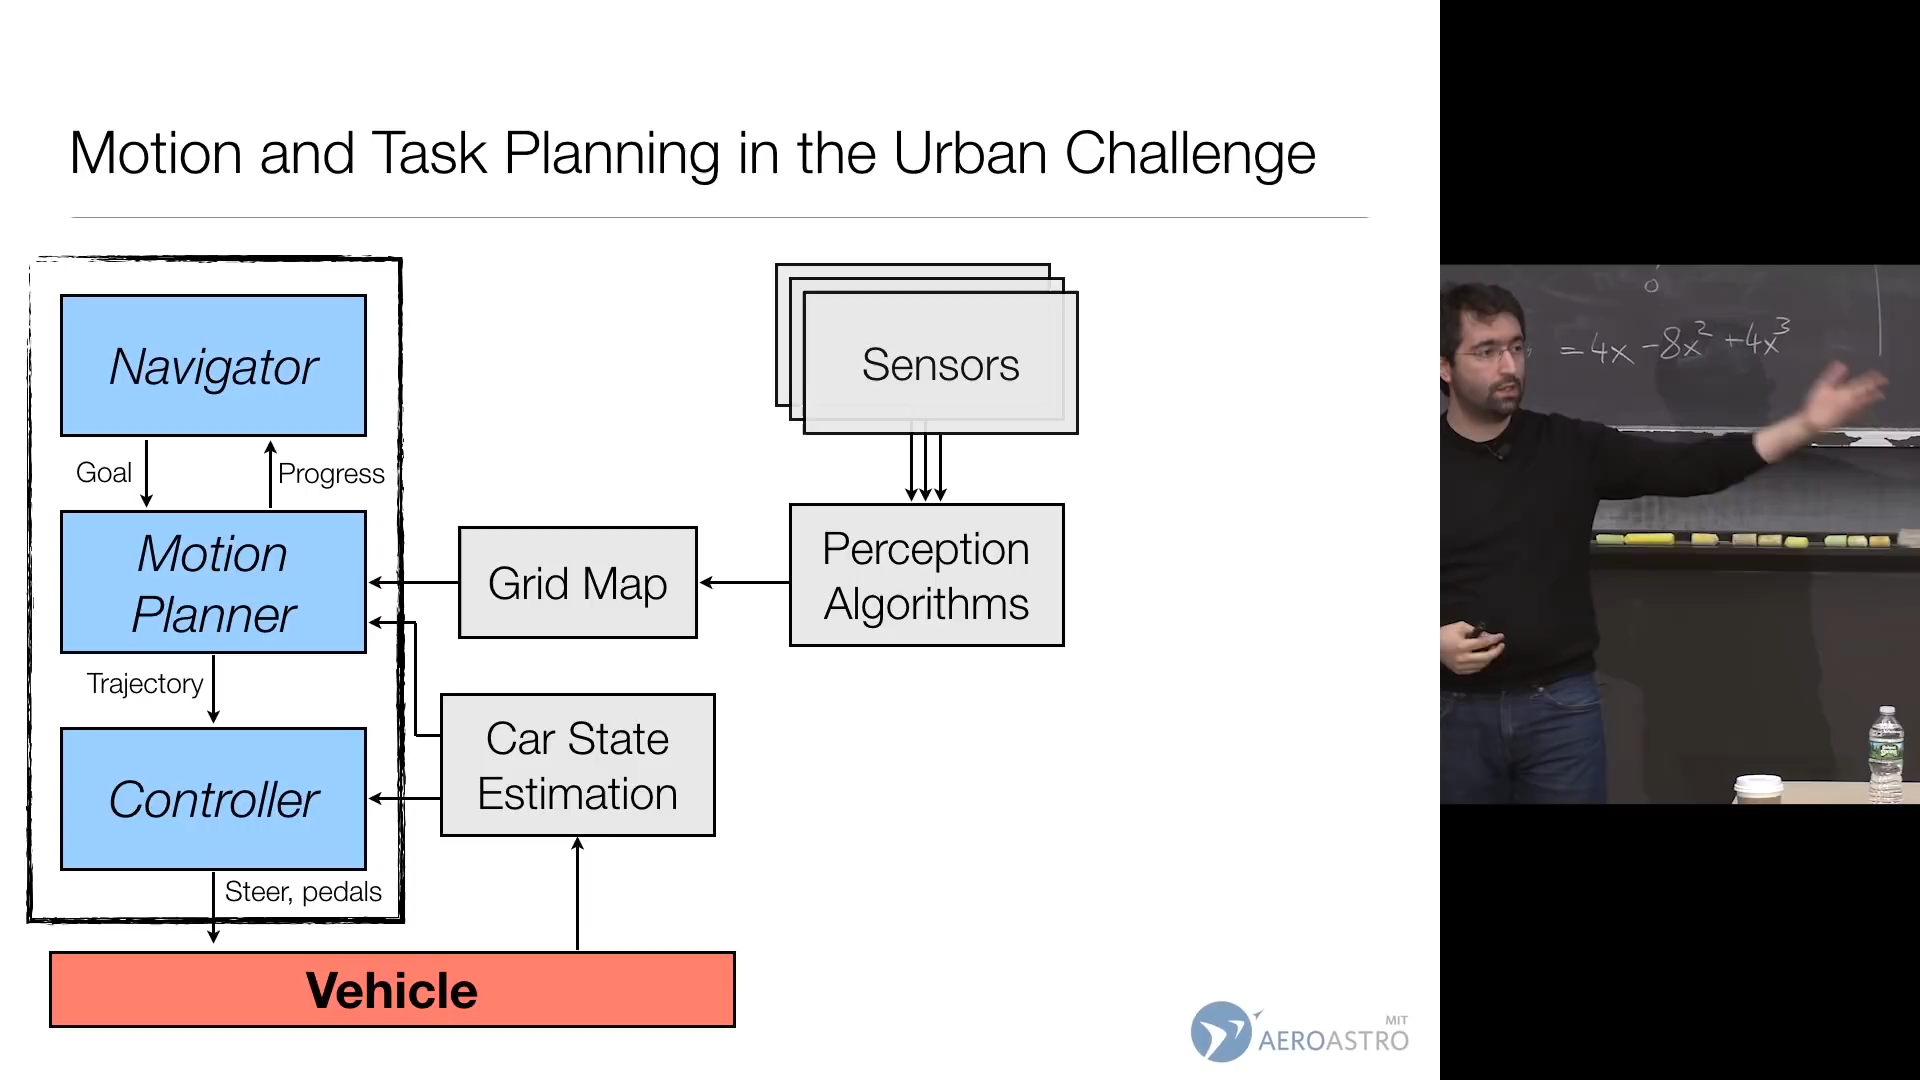 Motion and Task Planning in the Urban Challenge
Navigator
Goal
Progress
Motion
Planner
Trajectory
Controller
Steer, pedals
Vehicle
Grid Map
Car State
Estimation
Sensors
Perception
Algorithms
MIT
AEROASTRO
= 4x - 8x² + 4x³